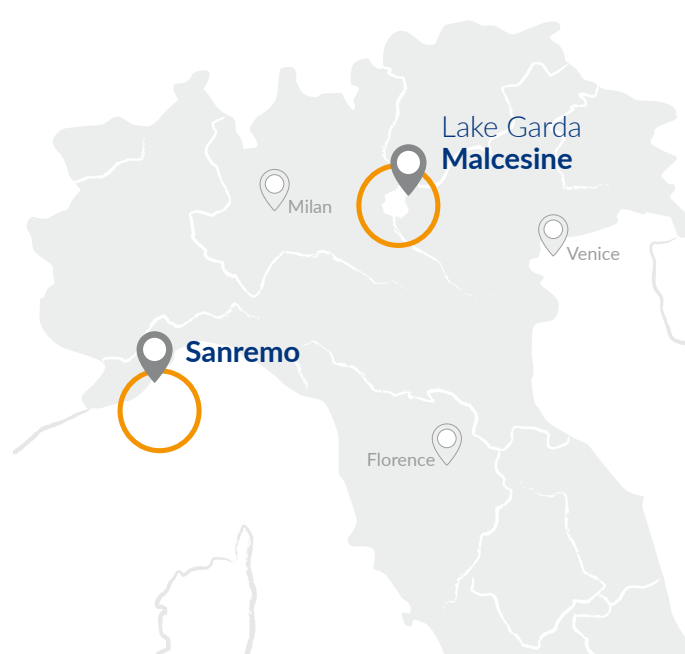 Lake Garda
Malcesine
Milan
Venice
Sanremo
Florence